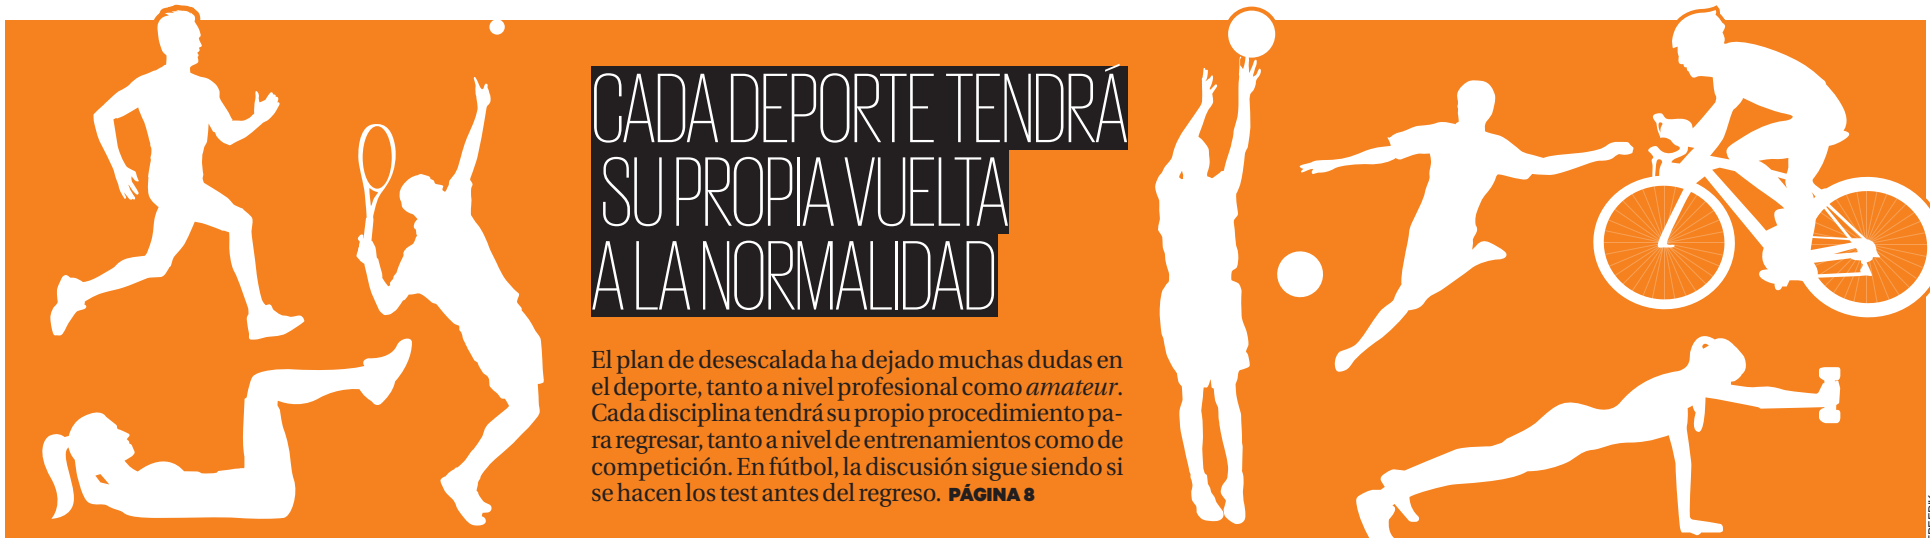 CADA DEPORTE TENDRÁ
SU PROPIA VUELTA
A LA NORMALIDAD
El plan de desescalada ha dejado muchas dudas en
el deporte, tanto a nivel profesional como amateur.
Cada disciplina tendrá su propio procedimiento pa-
ra regresar, tanto a nivel de entrenamientos como de
competición. En fútbol, la discusión sigue siendo si
se hacen los test antes del regreso. PÁGINA 8